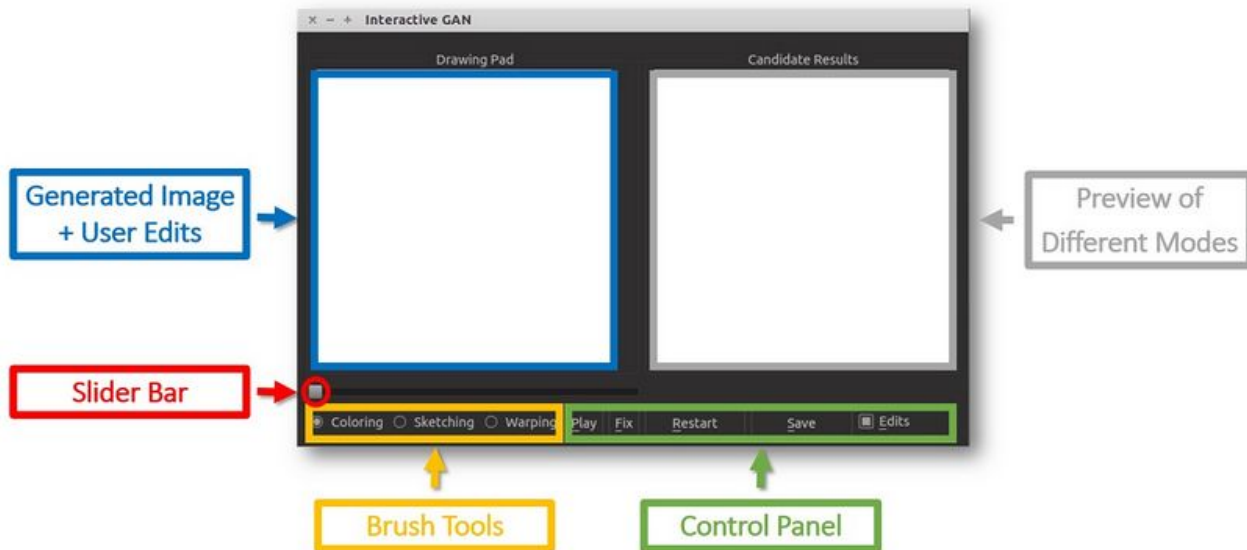 × − + Interactive GAN
Drawing Pad
Candidate Results
Generated Image
+ User Edits
Preview of
Different Modes
Slider Bar
Coloring Sketching Warping Play Fix Restart Save Edits
Brush Tools
Control Panel